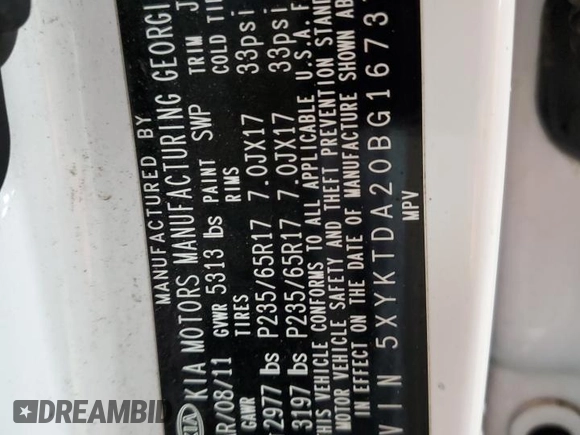 MANUFACTURED BY
KIA KIA MOTORS MANUFACTURING GEORGI
AR/08/11 GVWR 5313 lbs PAINT SWP TRIM J
GAWR TIRES RIMS COLD TI
2977 lbs P235/65R17 7.0JX17 33psi
3197 lbs P235/65R17 7.0JX17 33psi
THIS VEHICLE CONFORMS TO ALL APPLICABLE U.S.A F
MOTOR VEHICLE SAFETY AND THEFT PREVENTION STAND
IN EFFECT ON THE DATE OF MANUFACTURE SHOWN AB
VIN 5XYKTDA20BG1673
MPV
DREAMBID